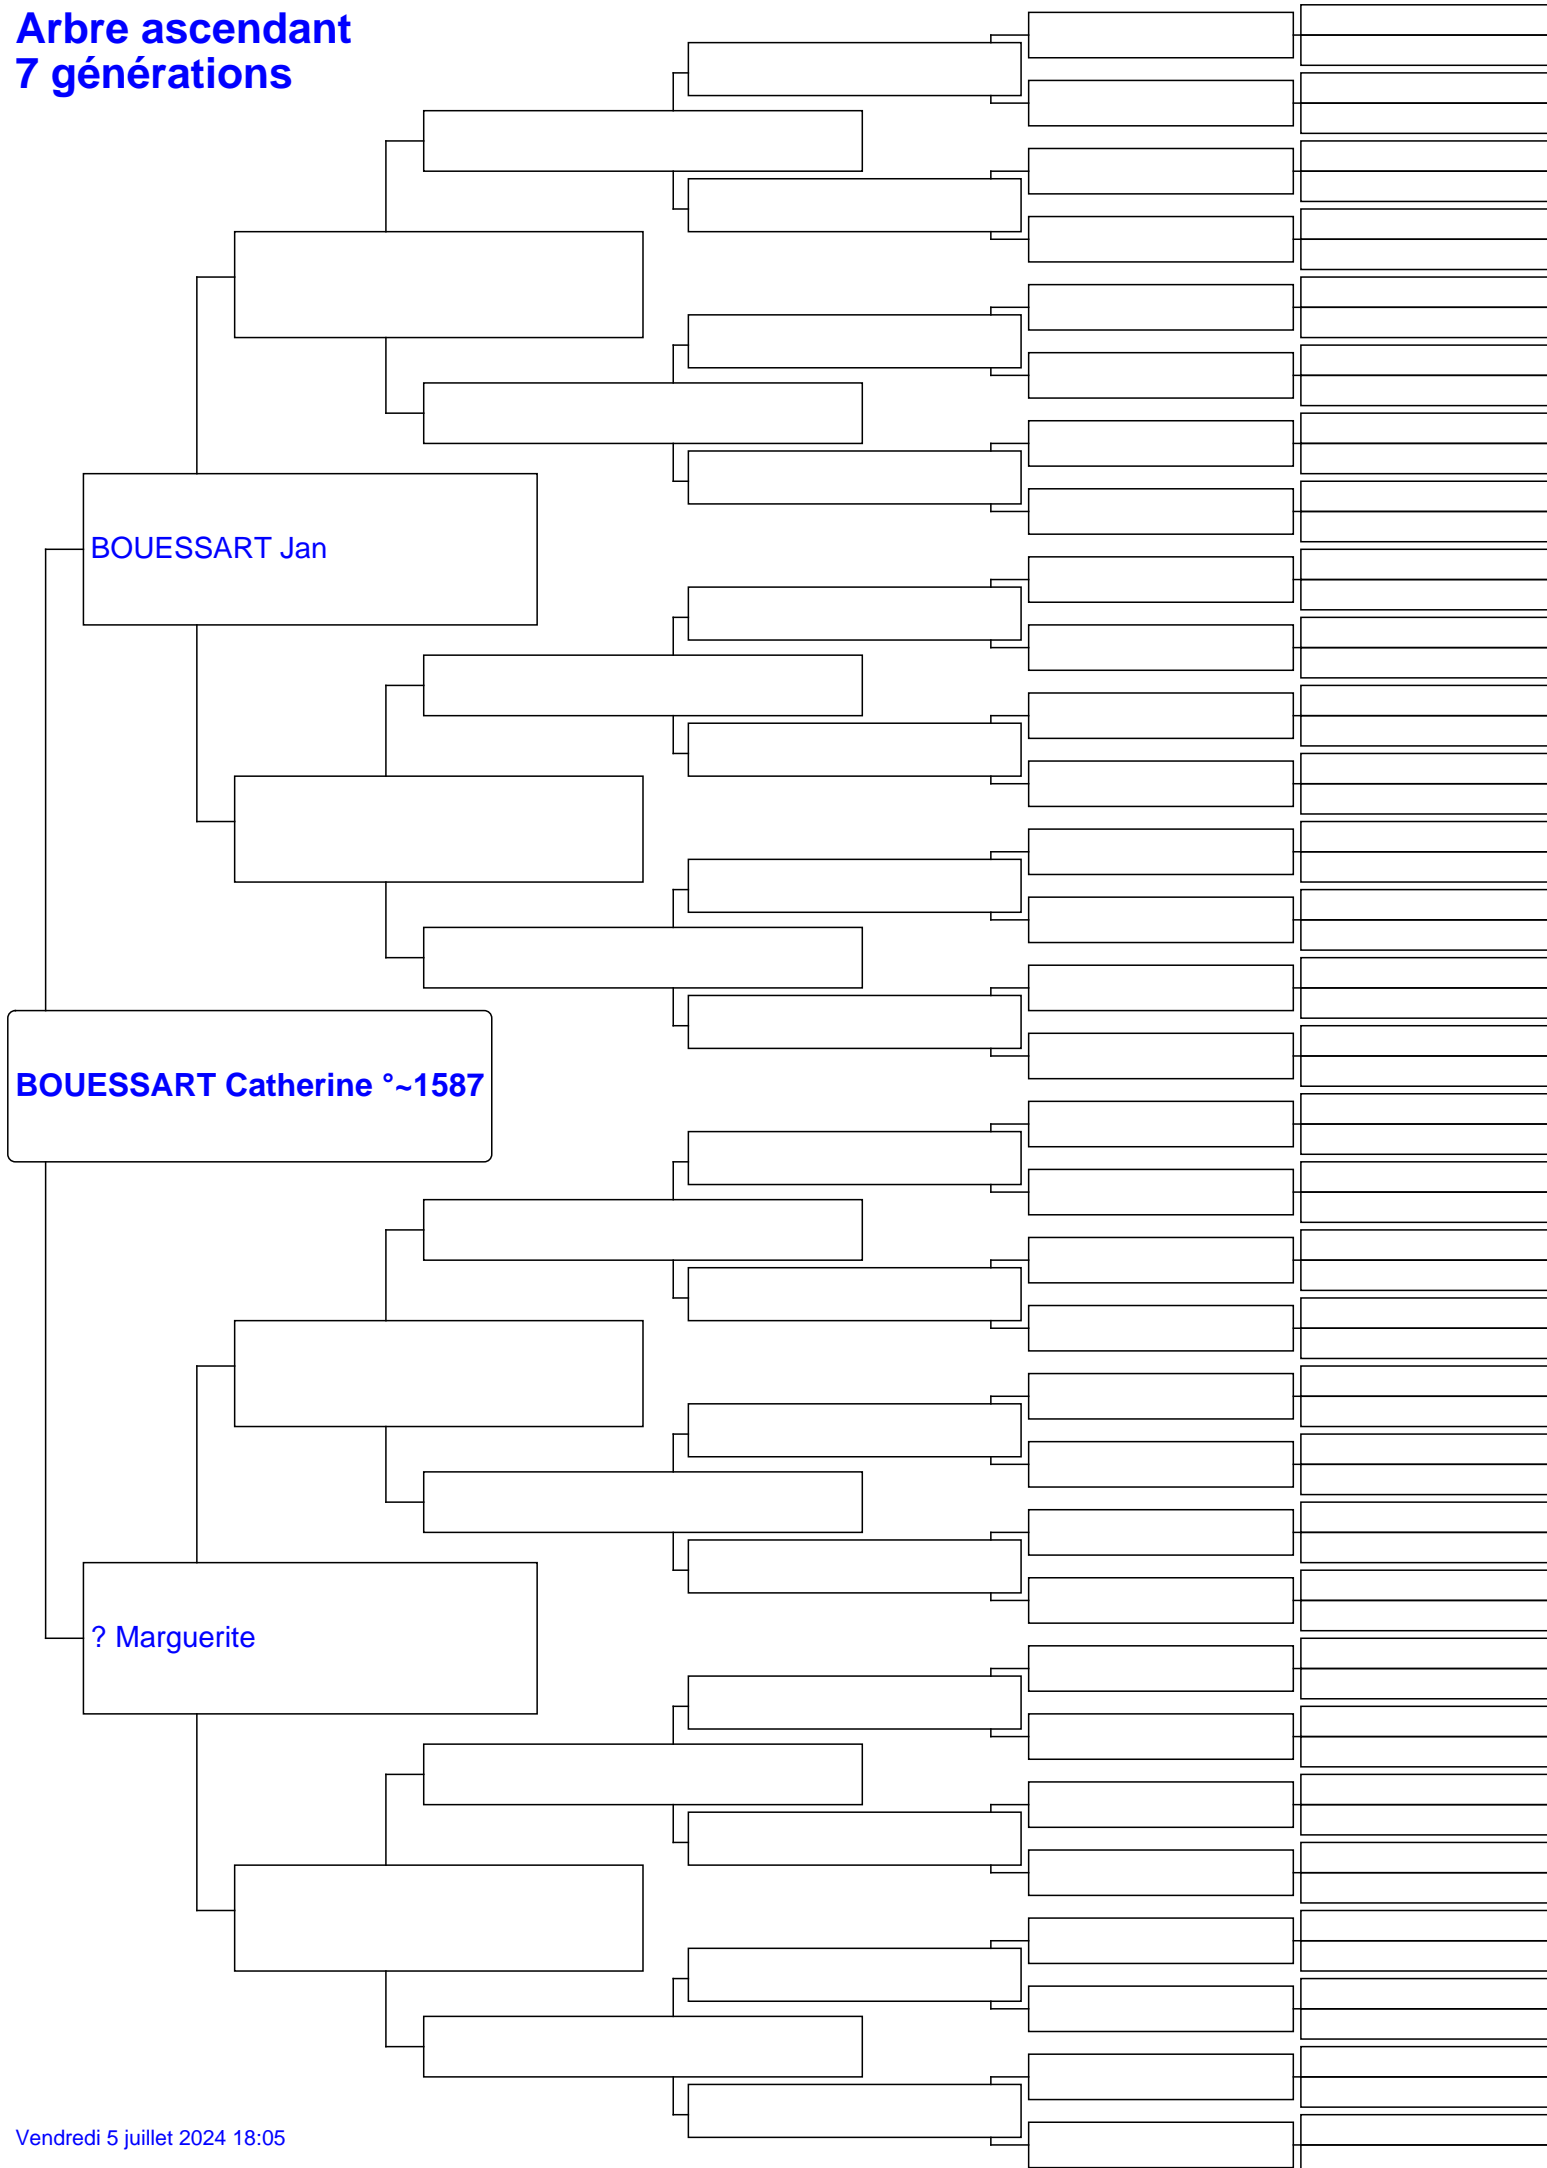 Arbre ascendant
7 générations
BOUESSART Jan
BOUESSART Catherine °~1587
? Marguerite
Vendredi 5 juillet 2024 18:05